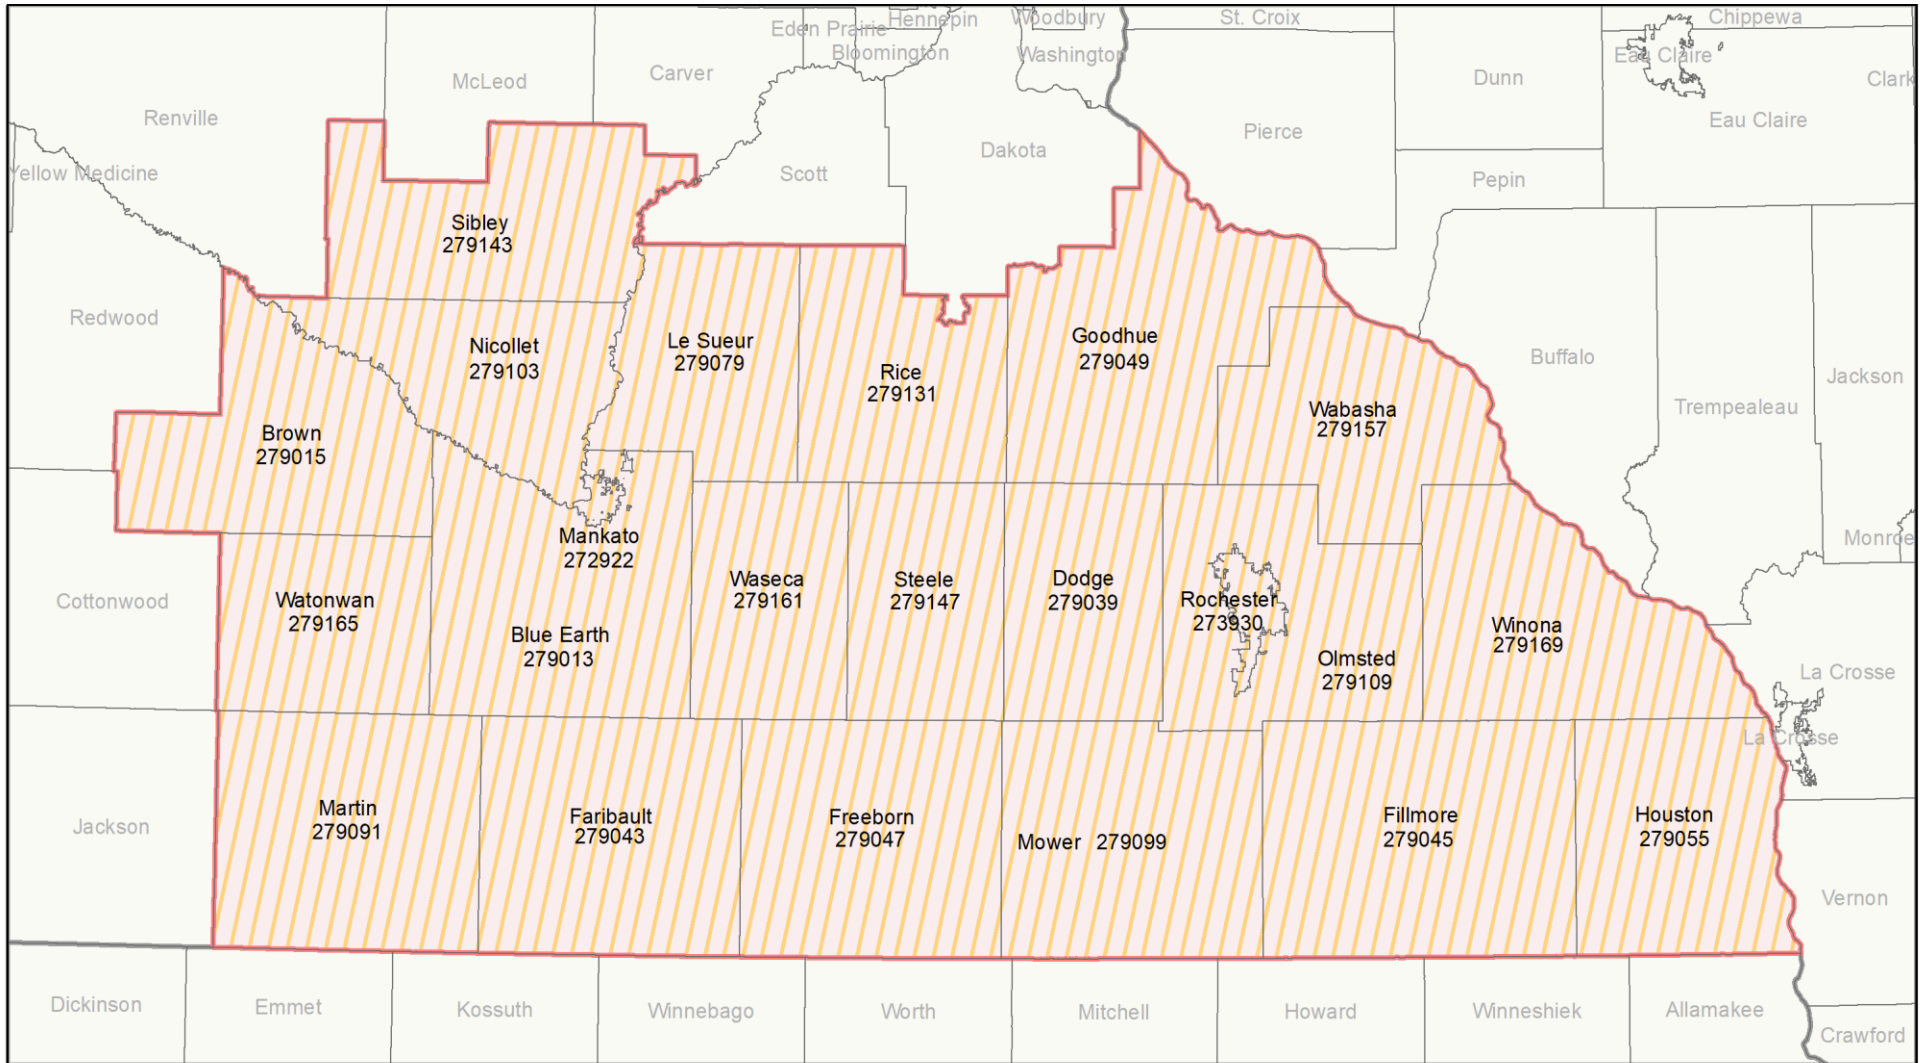 Hennepin
Woodbury
St. Croix
Chippewa
Eden Prairie
Bloomington
Washington
Eau Claire
McLeod
Carver
Dunn
Clark
Renville
Pierce
Eau Claire
Yellow Medicine
Scott
Dakota
Pepin
Sibley
279143
Redwood
Nicollet
279103
Le Sueur
279079
Rice
279131
Goodhue
279049
Buffalo
Jackson
Trempealeau
Wabasha
279157
Brown
279015
Mankato
272922
Monroe
Cottonwood
Watonwan
279165
Blue Earth
279013
Waseca
279161
Steele
279147
Dodge
279039
Rochester
273930
Olmsted
279109
Winona
279169
La Crosse
La Crosse
Jackson
Martin
279091
Faribault
279043
Freeborn
279047
Mower 279099
Fillmore
279045
Houston
279055
Vernon
Dickinson
Emmet
Kossuth
Winnebago
Worth
Mitchell
Howard
Winneshiek
Allamakee
Crawford